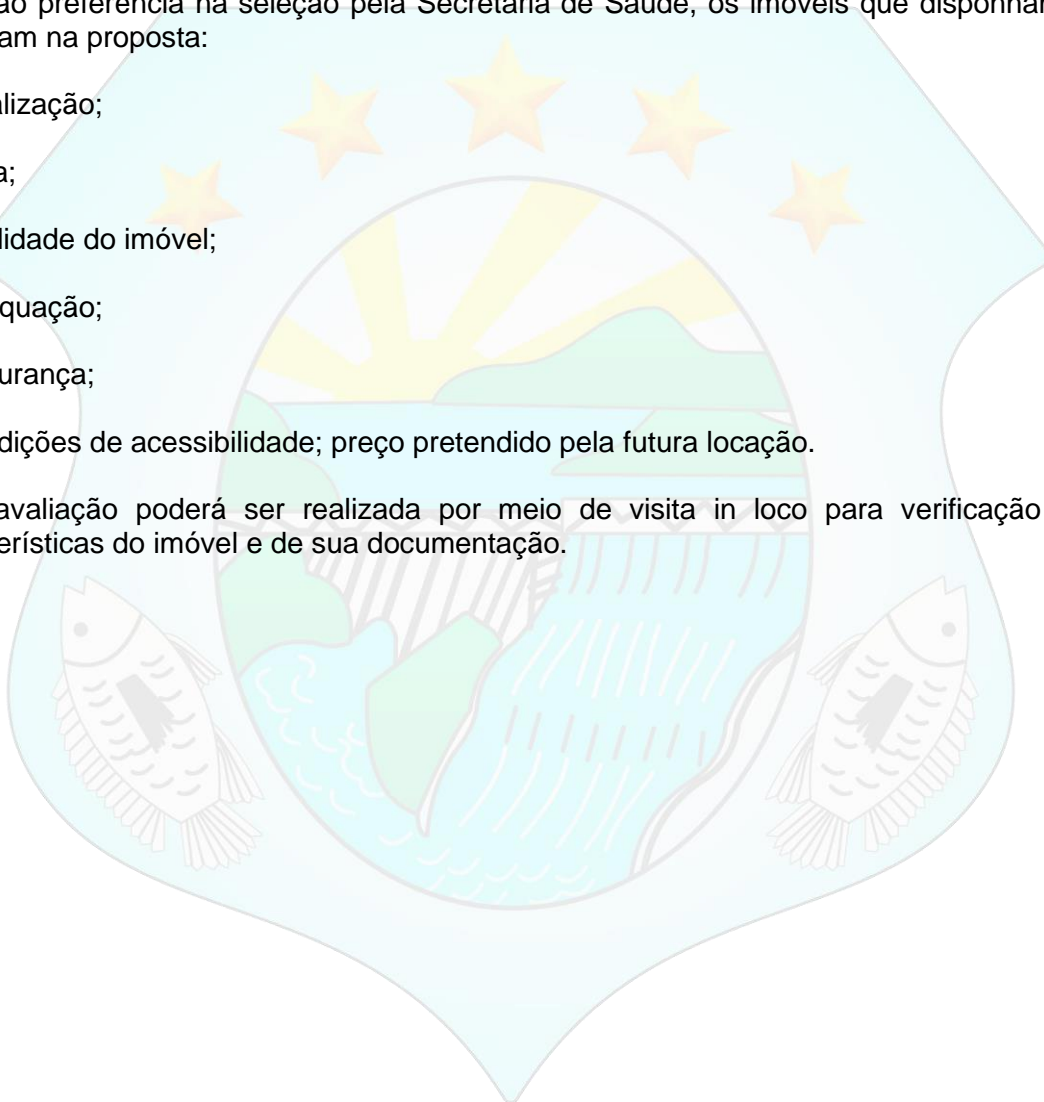 ão preferência na seleção pela Secretaria de Saúde, os imóveis que disponham
am na proposta:
alização;
a;
lidade do imóvel;
quação;
urança;
dições de acessibilidade; preço pretendido pela futura locação.
avaliação poderá ser realizada por meio de visita in loco para verificação
erísticas do imóvel e de sua documentação.